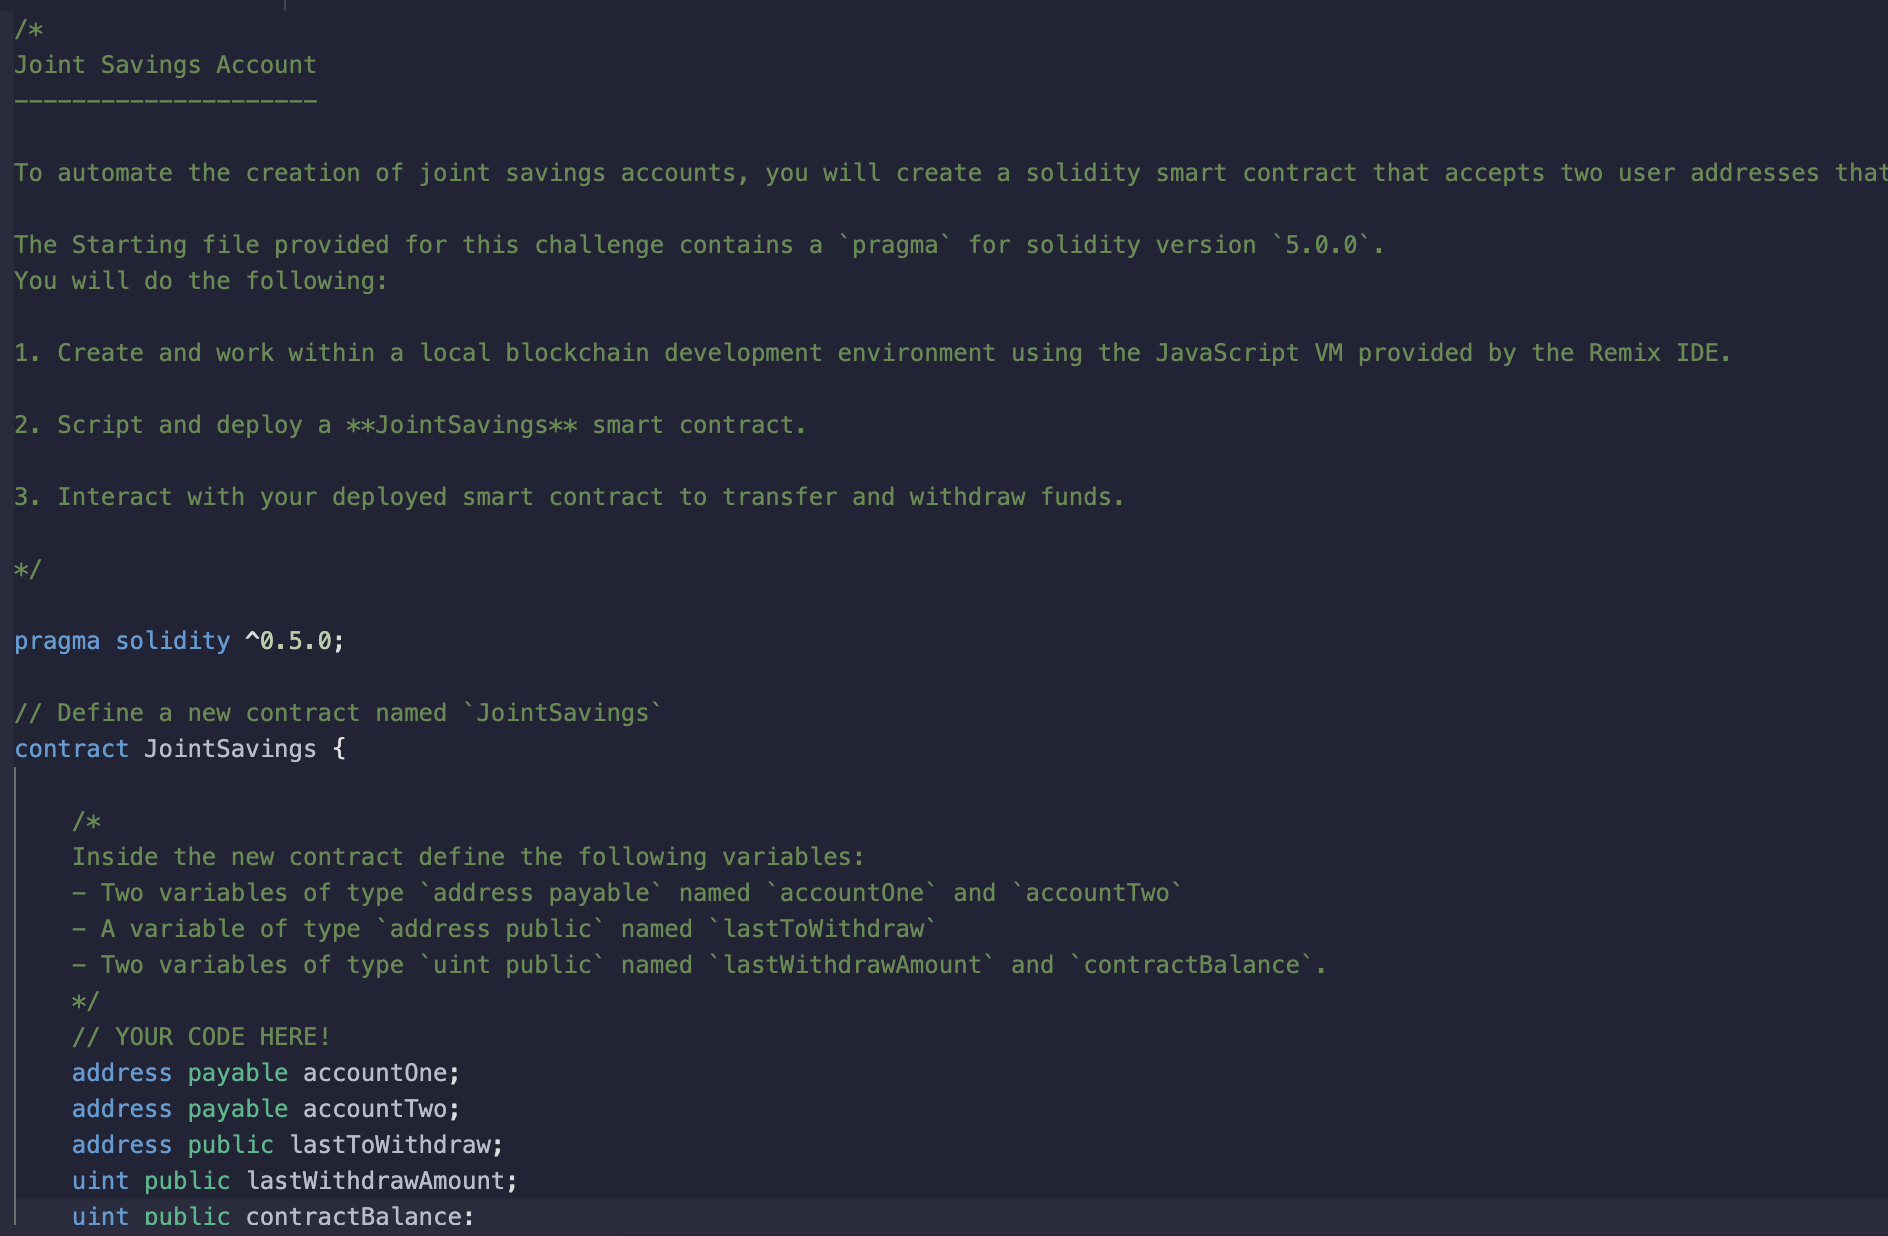 /*
Joint Savings Account
---------------------
To automate the creation of joint savings accounts, you will create a solidity smart contract that accepts two user addresses that
The Starting file provided for this challenge contains a `pragma` for solidity version `5.0.0`.
You will do the following:
1. Create and work within a local blockchain development environment using the JavaScript VM provided by the Remix IDE.
2. Script and deploy a **JointSavings** smart contract.
3. Interact with your deployed smart contract to transfer and withdraw funds.
*/
pragma solidity ^0.5.0;
// Define a new contract named `JointSavings`
contract JointSavings {
    /*
    Inside the new contract define the following variables:
    - Two variables of type `address payable` named `accountOne` and `accountTwo`
    - A variable of type `address public` named `lastToWithdraw`
    - Two variables of type `uint public` named `lastWithdrawAmount` and `contractBalance`.
    */
    // YOUR CODE HERE!
    address payable accountOne;
    address payable accountTwo;
    address public lastToWithdraw;
    uint public lastWithdrawAmount;
    uint public contractBalance;